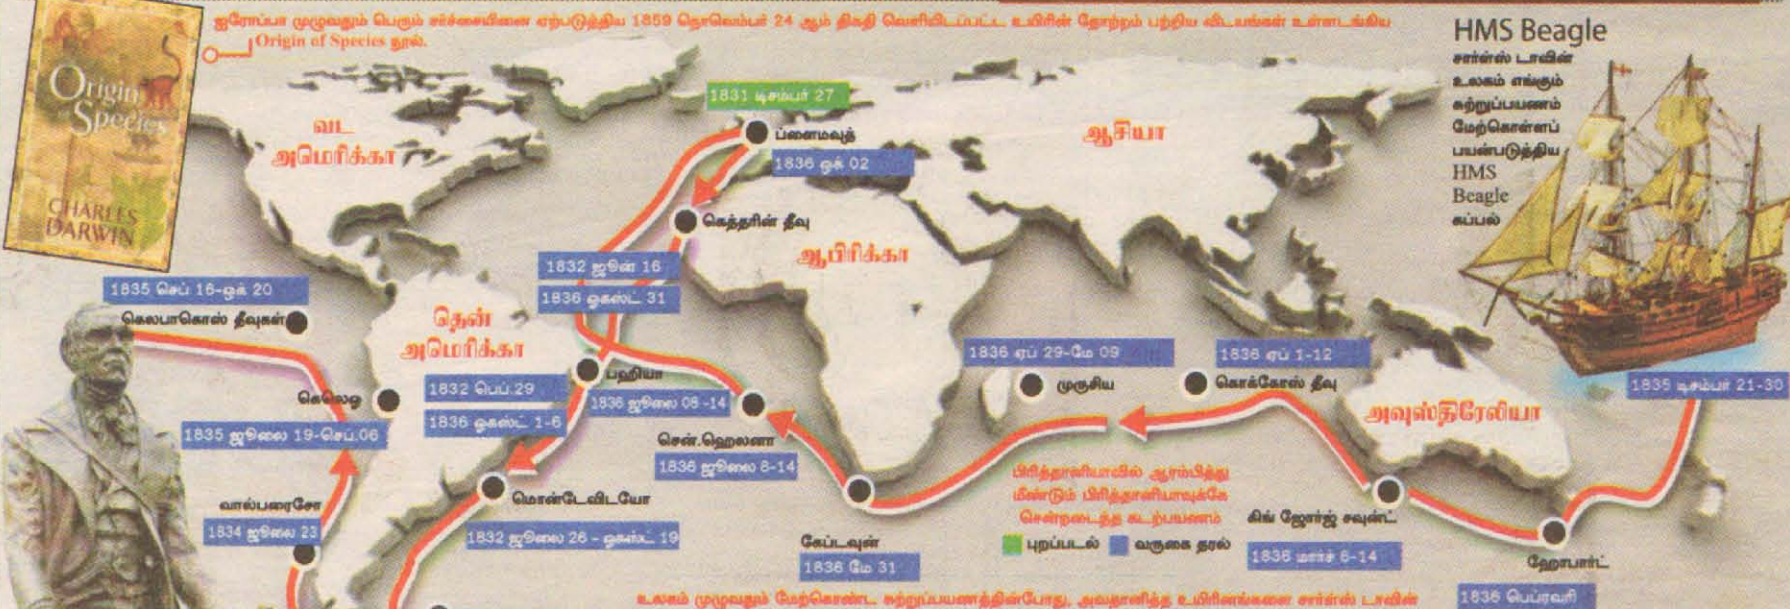 ஐரோப்பா முழுவதும் பெரும் சர்ச்சையினை ஏற்படுத்திய 1859 நொவெம்பர் 24 ஆம் திகதி வெளியிடப்பட்ட உயிரின் தோற்றம் பற்றிய விடயங்கள் உள்ளடங்கிய
Origin of Species நூல்.
Origin
of Species
CHARLES
DARWIN
HMS Beagle
சார்ள்ஸ் டாவின்
உலகம் எங்கும்
சுற்றுப்பயணம்
மேற்கொள்ளப்
பயன்படுத்திய
HMS
Beagle
கப்பல்
வட
அமெரிக்கா
1831 டிசம்பர் 27
ப்ளைமவுத்
1836 ஒக் 02
ஆசியா
கெத்தரின் தீவு
ஆபிரிக்கா
1832 ஜூன் 16
1836 ஓகஸ்ட் 31
1835 செப் 16-ஒக் 20
கெலபாகொஸ் தீவுகள்
தென்
அமெரிக்கா
பஹியா
1832 பெப்.29
1836 ஓகஸ்ட் 1-6
1836 ஜூலை 08 -14
கெலெஓ
1835 ஜூலை 19-செப்.06
சென்.ஹெலனா
1836 ஜூலை 8-14
1836 ஏப் 29-மே 09
முருசிய
1836 ஏப் 1-12
கொக்கோஸ் தீவு
அவுஸ்திரேலியா
1835 டிசம்பர் 21-30
வால்பரைசோ
1834 ஜூலை 23
மொன்டேவிடயோ
1832 ஜூலை 26 - ஓகஸ்ட் 19
கேப்டவுன்
1836 மே 31
பிரித்தானியாவில் ஆரம்பித்து
மீண்டும் பிரித்தானியாவுக்கே
சென்றடைந்த கடற்பயணம்
புறப்படல்
வருகை தரல்
கிங் ஜோர்ஜ் சவுன்ட்
1836 மார்ச் 6-14
ஹோபார்ட்
1836 பெப்ரவரி
உலகம் முழுவதும் மேற்கொண்ட சுற்றுப்பயணத்தின்போது, அவதானித்த உயிரினங்களை சார்ள்ஸ் டாவின்